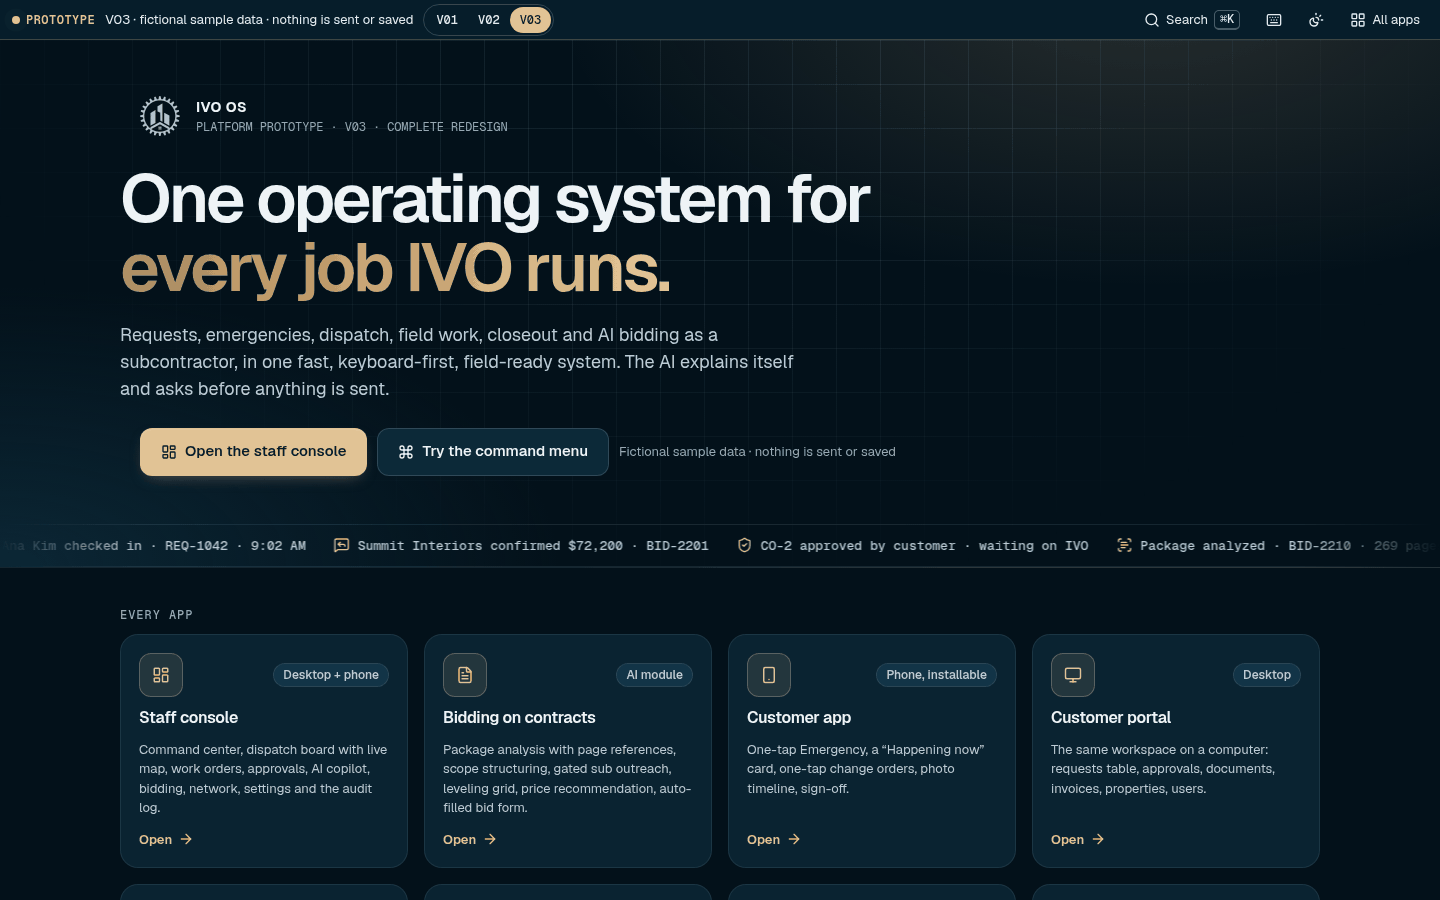 PROTOTYPE V03 · fictional sample data · nothing is sent or saved V01 V02 V03 Search ⌘K All apps
IVO OS
PLATFORM PROTOTYPE · V03 · COMPLETE REDESIGN
One operating system for
every job IVO runs.
Requests, emergencies, dispatch, field work, closeout and AI bidding as a
subcontractor, in one fast, keyboard-first, field-ready system. The AI explains itself
and asks before anything is sent.
Open the staff console Try the command menu Fictional sample data · nothing is sent or saved
Kim checked in · REQ-1042 · 9:02 AM Summit Interiors confirmed $72,200 · BID-2201 CO-2 approved by customer · waiting on IVO Package analyzed · BID-2210 · 269
EVERY APP
Desktop + phone
Staff console
Command center, dispatch board with live
map, work orders, approvals, AI copilot,
bidding, network, settings and the audit
log.
Open
AI module
Bidding on contracts
Package analysis with page references,
scope structuring, gated sub outreach,
leveling grid, price recommendation, auto-
filled bid form.
Open
Phone, installable
Customer app
One-tap Emergency, a “Happening now”
card, one-tap change orders, photo
timeline, sign-off.
Open
Desktop
Customer portal
The same workspace on a computer:
requests table, approvals, documents,
invoices, properties, users.
Open